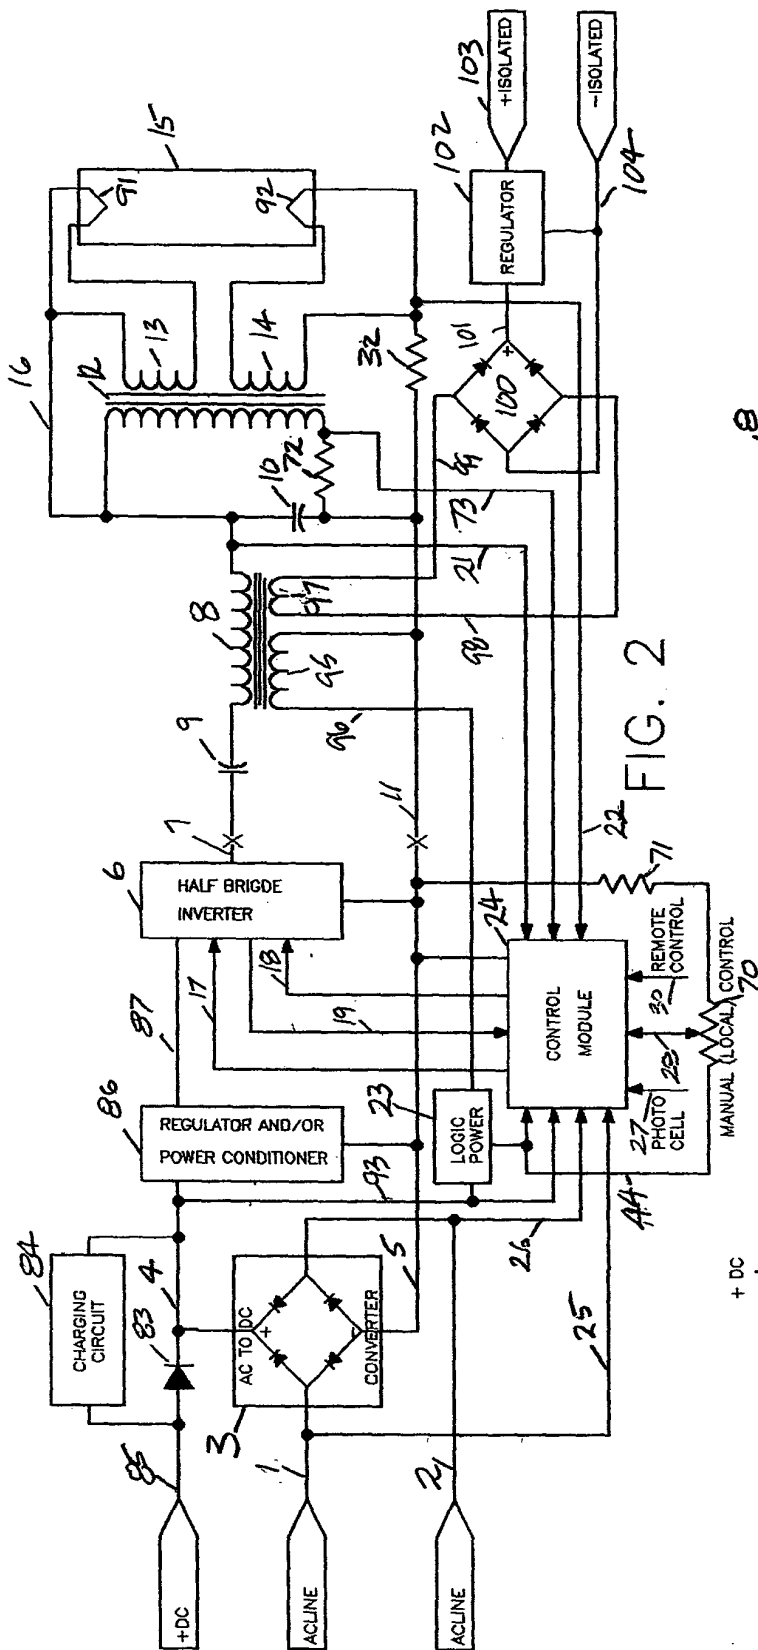 +DC
85
ACLINE
1
ACLINE
2
CHARGING
CIRCUIT
84
83
4
3
AC TO DC
+
−
CONVERTER
5
86
REGULATOR AND/OR
POWER CONDITIONER
93
87
17
19
18
6
HALF BRIGDE
INVERTER
7
9
8
95
96
97
98
99
11
23
LOGIC
POWER
26
25
44
24
CONTROL
MODULE
27
PHOTO
CELL
28
30
REMOTE
CONTROL
MANUAL (LOCAL) CONTROL
70
71
22
21
73
10
72
12
13
14
16
15
91
92
32
100
+
101
102
REGULATOR
103
+ISOLATED
−ISOLATED
104
FIG. 2
+ DC
8